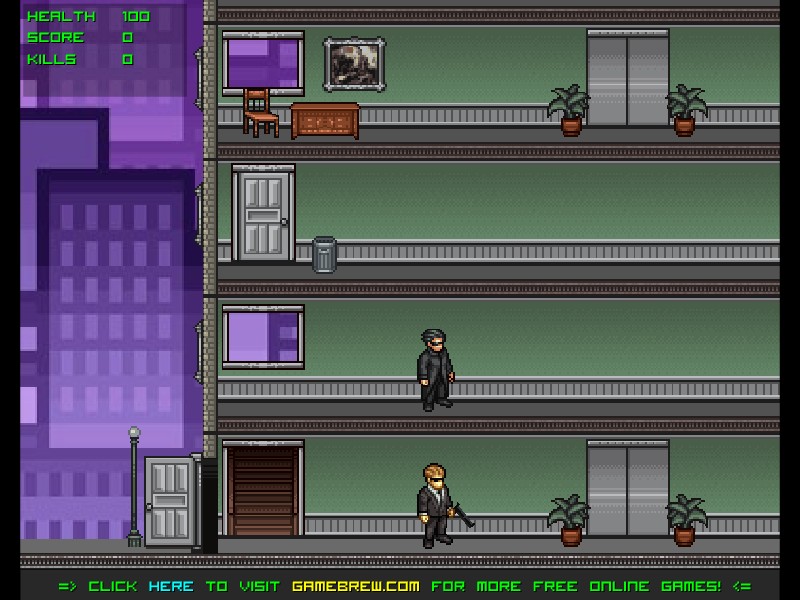 HEALTH 100
SCORE 0
KILLS 0
=> CLICK HERE TO VISIT GAMEBREW.COM FOR MORE FREE ONLINE GAMES! <=